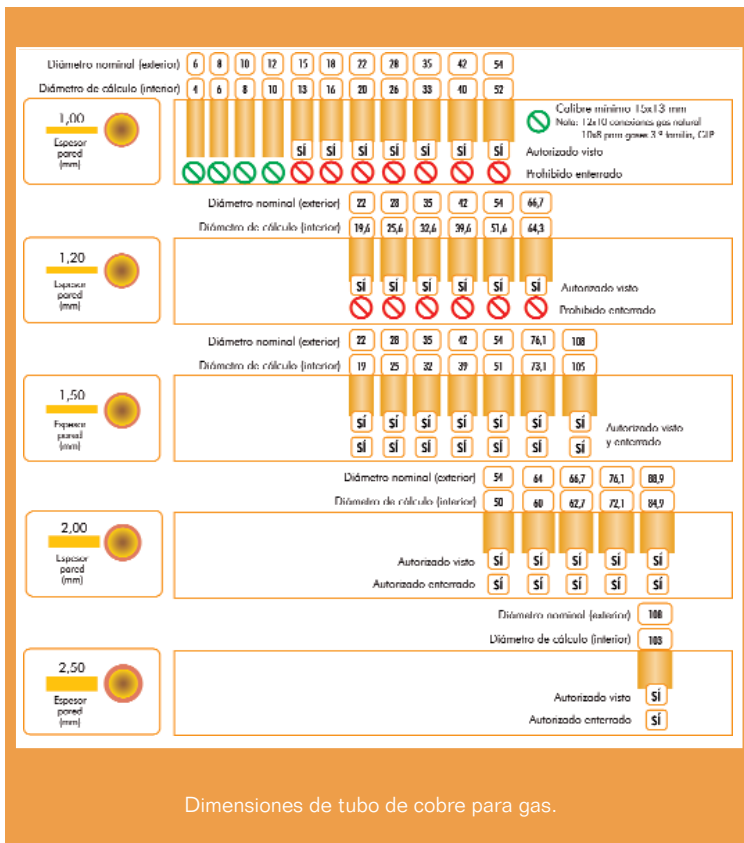 Diámetro nominal (exterior) 6 8 10 12 15 18 22 28 35 42 54
Diámetro de cálculo (interior) 4 6 8 10 13 16 20 26 33 40 52
1,00
Espesor
pared
(mm)
Calibre mínimo 15x13 mm
Nota: 12x10 conexiones gas natural
10x8 para gases 3ª familia, GLP
SÍ SÍ SÍ SÍ SÍ SÍ SÍ Autorizado visto
Prohibido enterrado
Diámetro nominal (exterior) 22 28 35 42 54 66,7
Diámetro de cálculo (interior) 19,6 25,6 32,6 39,6 51,6 64,3
1,20
Espesor
pared
(mm)
SÍ SÍ SÍ SÍ SÍ SÍ Autorizado visto
Prohibido enterrado
Diámetro nominal (exterior) 22 28 35 42 54 76,1 108
Diámetro de cálculo (interior) 19 25 32 39 51 73,1 105
1,50
Espesor
pared
(mm)
SÍ SÍ SÍ SÍ SÍ SÍ SÍ Autorizado visto
SÍ SÍ SÍ SÍ SÍ SÍ SÍ y enterrado
Diámetro nominal (exterior) 54 64 66,7 76,1 88,9
Diámetro de cálculo (interior) 50 60 62,7 72,1 84,9
2,00
Espesor
pared
(mm)
Autorizado visto SÍ SÍ SÍ SÍ SÍ
Autorizado enterrado SÍ SÍ SÍ SÍ SÍ
Diámetro nominal (exterior) 108
Diámetro de cálculo (interior) 103
2,50
Espesor
pared
(mm)
Autorizado visto SÍ
Autorizado enterrado SÍ
Dimensiones de tubo de cobre para gas.